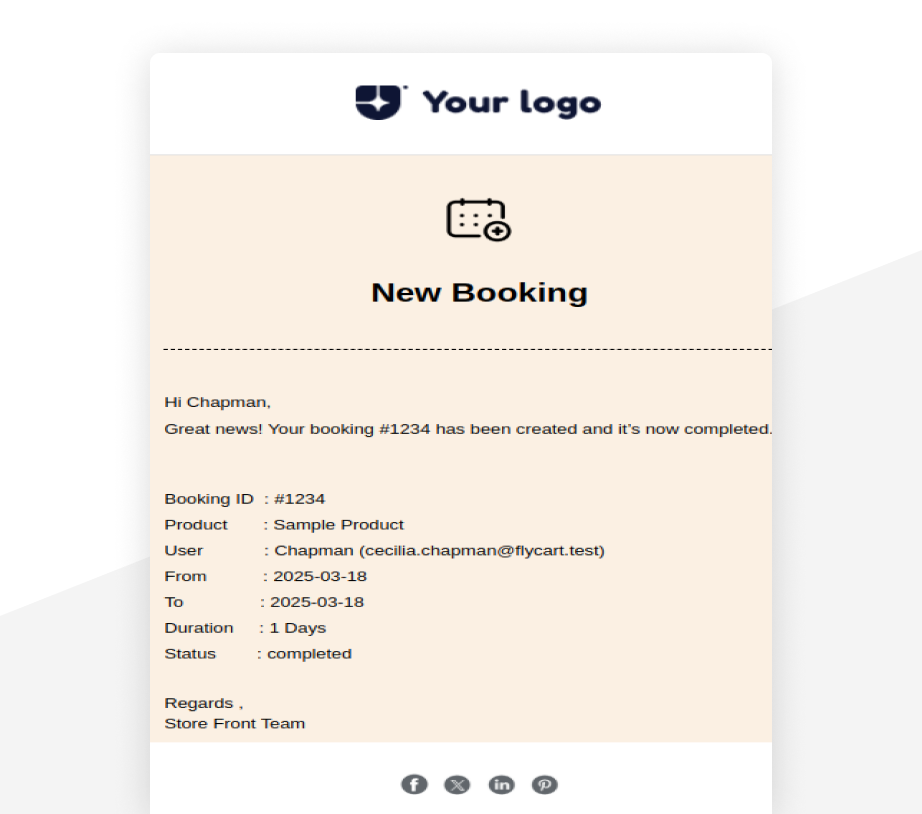 Your logo
New Booking
Hi Chapman,
Great news! Your booking #1234 has been created and it’s now completed.
Booking ID : #1234
Product : Sample Product
User : Chapman (cecilia.chapman@flycart.test)
From : 2025-03-18
To : 2025-03-18
Duration : 1 Days
Status : completed
Regards ,
Store Front Team